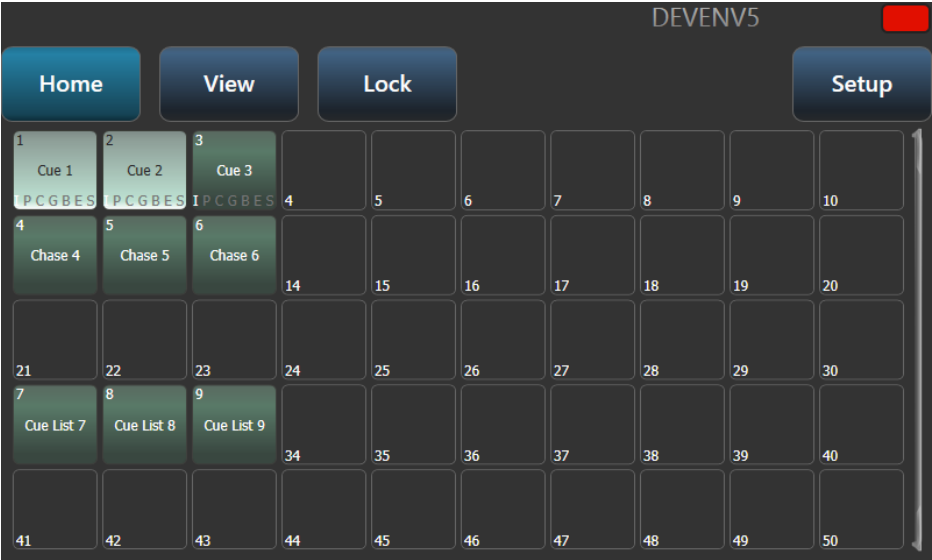 DEVENV5
Home View Lock Setup
1 2 3
Cue 1 Cue 2 Cue 3
IPCGBES IPCGBES IPCGBES 4 5 6 7 8 9 10
4 5 6
Chase 4 Chase 5 Chase 6
14 15 16 17 18 19 20
21 22 23 24 25 26 27 28 29 30
7 8 9
Cue List 7 Cue List 8 Cue List 9
34 35 36 37 38 39 40
41 42 43 44 45 46 47 48 49 50